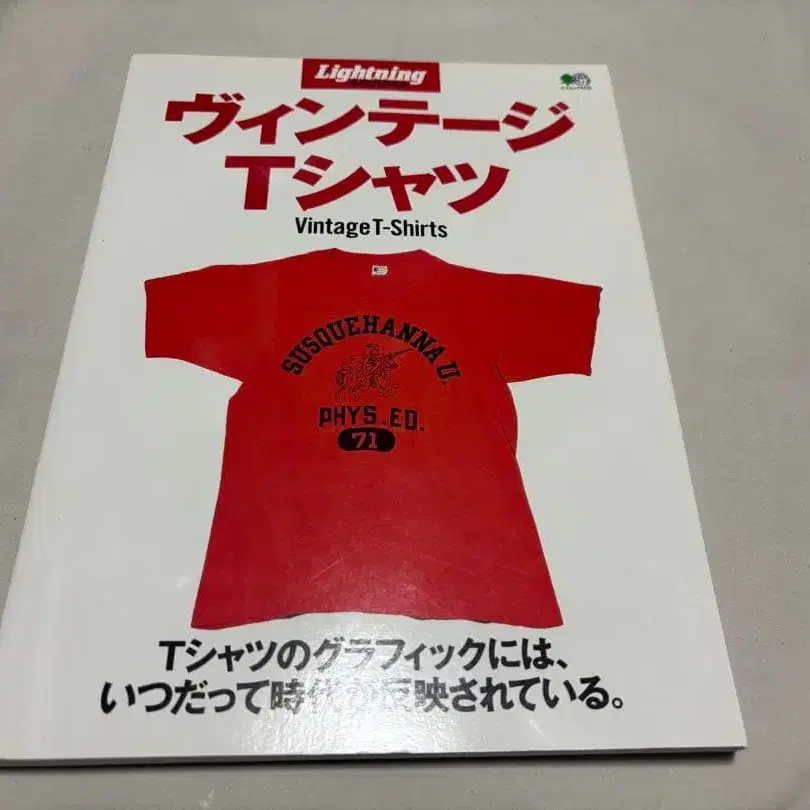 Lightning
ヴィンテージ
Tシャツ
Vintage T-Shirts
SUSQUEHANNA U.
PHYS.ED.
71
Tシャツのグラフィックには、
いつだって時代が反映されている。